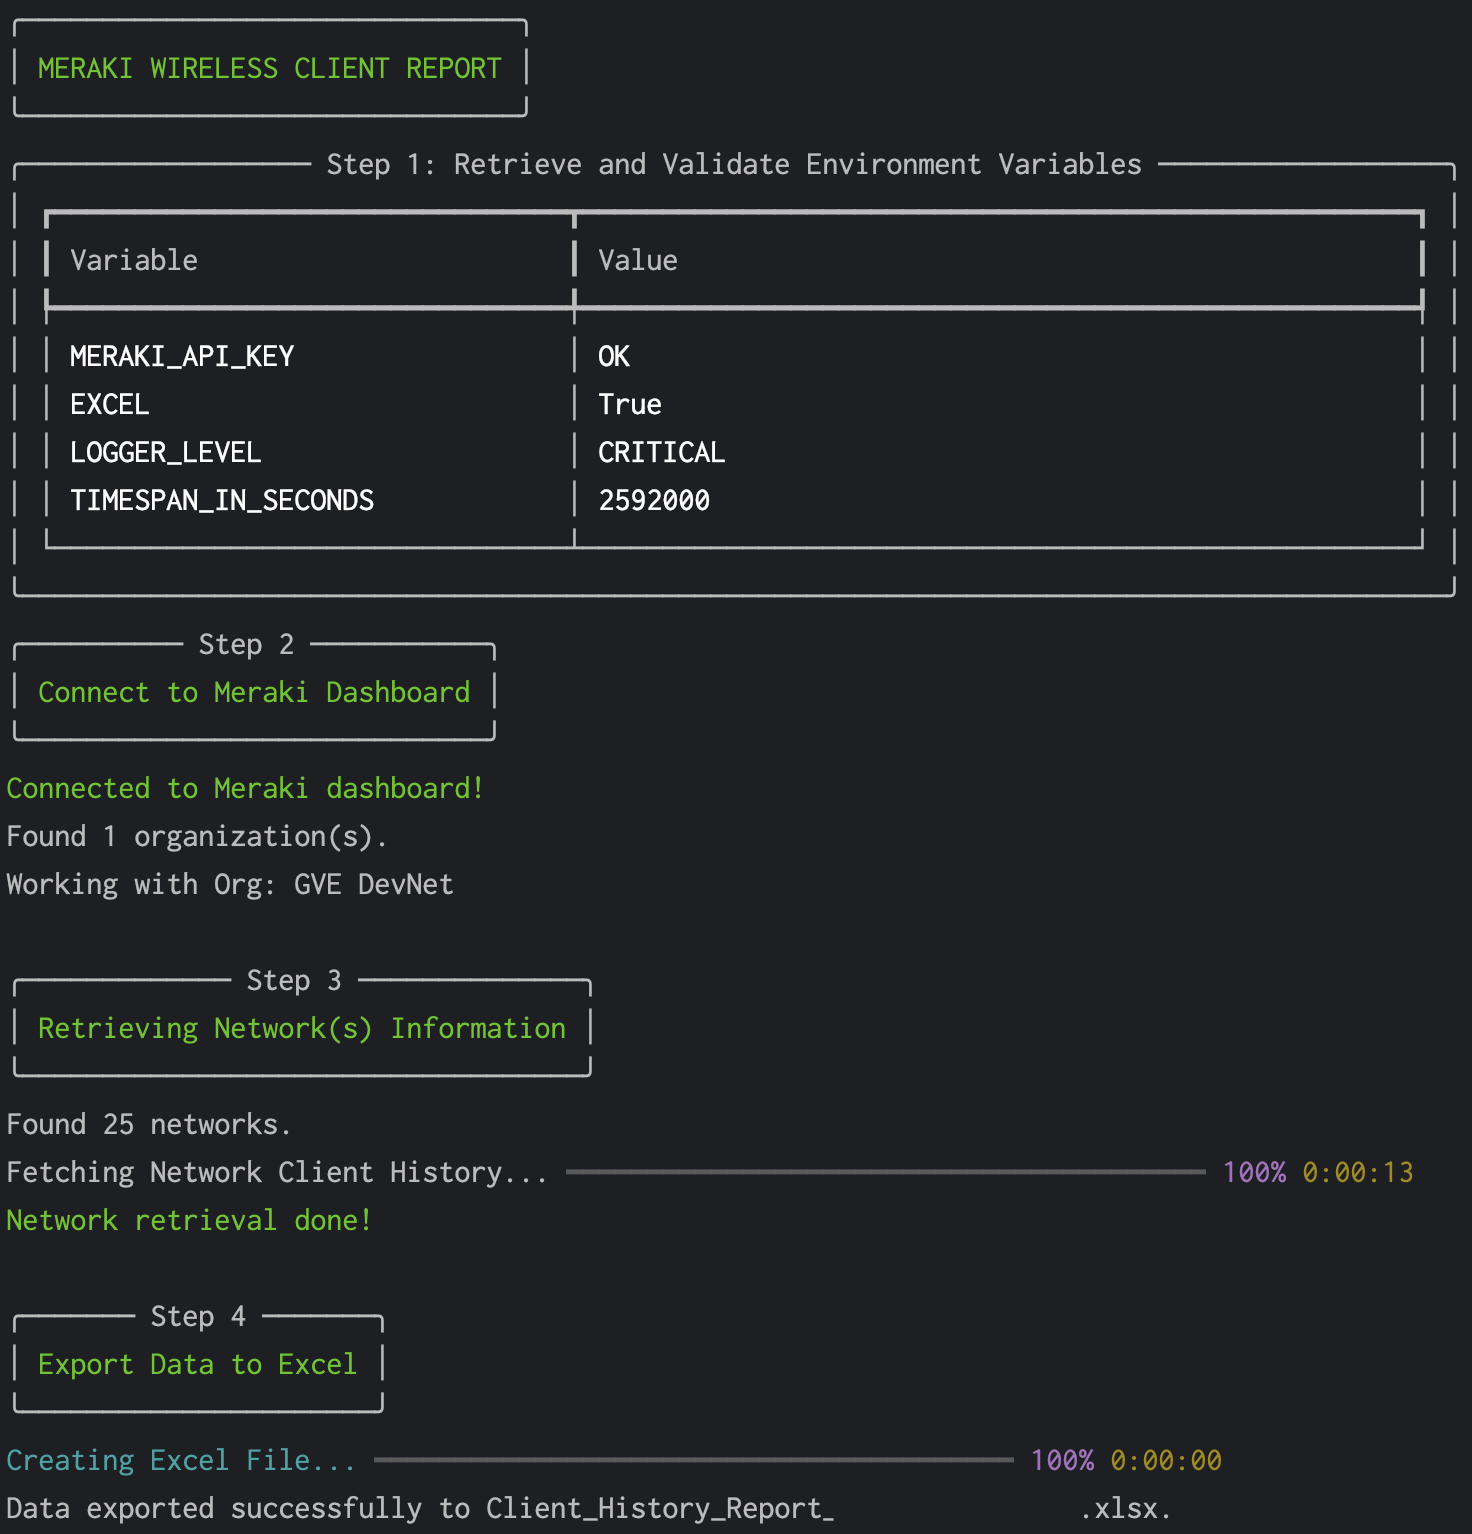 MERAKI WIRELESS CLIENT REPORT
Step 1: Retrieve and Validate Environment Variables
Variable Value
MERAKI_API_KEY OK
EXCEL True
LOGGER_LEVEL CRITICAL
TIMESPAN_IN_SECONDS 2592000
Step 2
Connect to Meraki Dashboard
Connected to Meraki dashboard!
Found 1 organization(s).
Working with Org: GVE DevNet
Step 3
Retrieving Network(s) Information
Found 25 networks.
Fetching Network Client History... 100% 0:00:13
Network retrieval done!
Step 4
Export Data to Excel
Creating Excel File... 100% 0:00:00
Data exported successfully to Client_History_Report_ .xlsx.